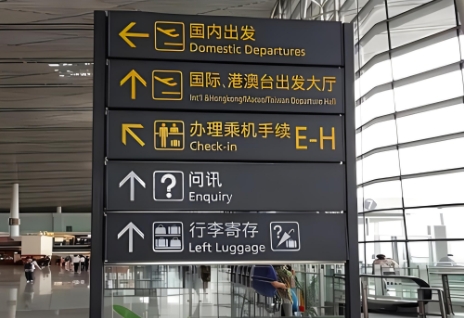 国内出发
Domestic Departures
国际、港澳台出发大厅
Int'l &Hongkong/Macao/Taiwan Departure Hall
办理乘机手续 E-H
Check-in
? 问讯
Enquiry
行李寄存
Left Luggage